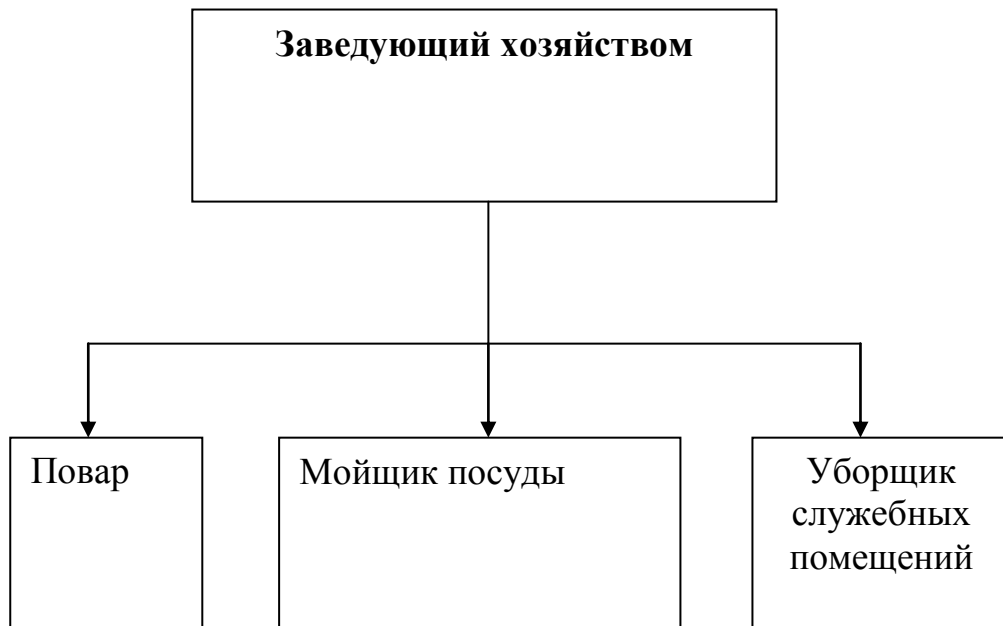 Заведующий хозяйством
Повар
Мойщик посуды
Уборщик
служебных
помещений